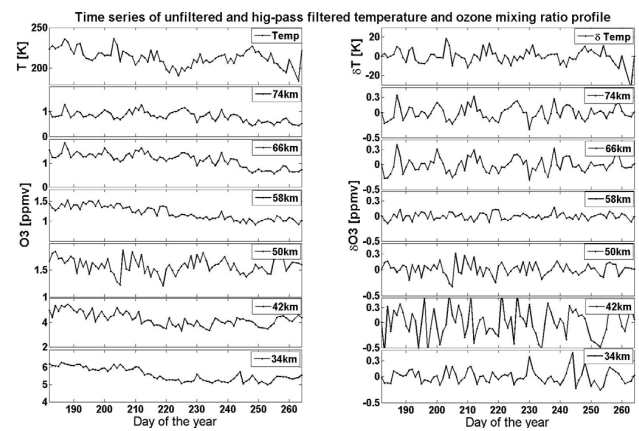 Time series of unfiltered and hig-pass filtered temperature and ozone mixing ratio profile
T [K]
250
200
Temp
1
0
74km
1
0
66km
O3 [ppmv]
1.5
1
58km
1.5
1
50km
6
4
2
42km
6
5
4
34km
182 190 200 210 220 230 240 250 260
Day of the year
δT [K]
20
0
-20
δ Temp
0.3
0
-0.5
74km
0.3
0
-0.5
66km
δO3 [ppmv]
0.3
0
-0.5
58km
0.3
0
-0.5
50km
0.3
0
-0.5
42km
0.3
0
-0.5
34km
182 190 200 210 220 230 240 250 260
Day of the year